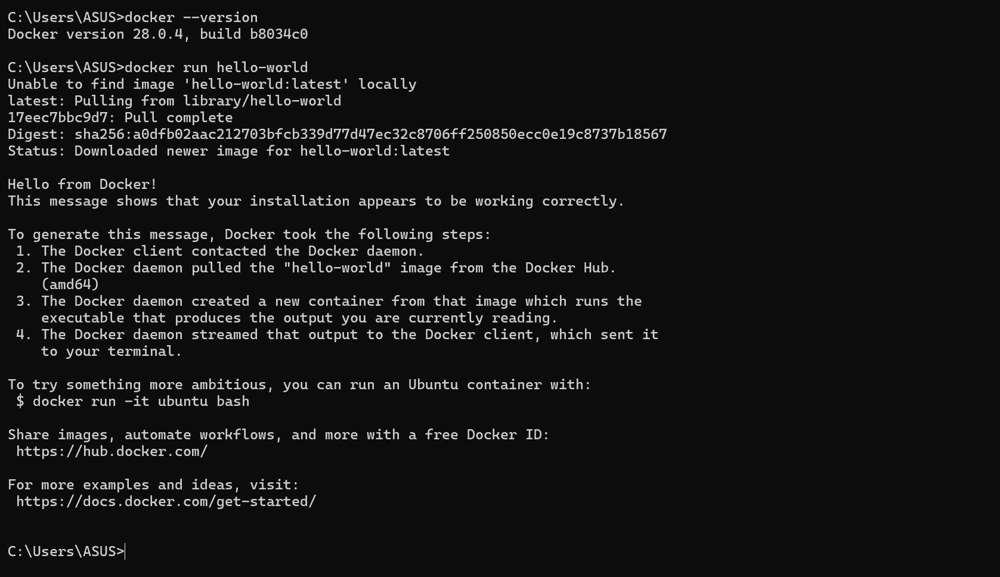 C:\Users\ASUS>docker --version
Docker version 28.0.4, build b8034c0
C:\Users\ASUS>docker run hello-world
Unable to find image 'hello-world:latest' locally
latest: Pulling from library/hello-world
17eec7bbc9d7: Pull complete
Digest: sha256:a0dfb02aac212703bfcb339d77d47ec32c8706ff250850ecc0e19c8737b18567
Status: Downloaded newer image for hello-world:latest
Hello from Docker!
This message shows that your installation appears to be working correctly.
To generate this message, Docker took the following steps:
1. The Docker client contacted the Docker daemon.
2. The Docker daemon pulled the "hello-world" image from the Docker Hub.
(amd64)
3. The Docker daemon created a new container from that image which runs the
executable that produces the output you are currently reading.
4. The Docker daemon streamed that output to the Docker client, which sent it
to your terminal.
To try something more ambitious, you can run an Ubuntu container with:
$ docker run -it ubuntu bash
Share images, automate workflows, and more with a free Docker ID:
https://hub.docker.com/
For more examples and ideas, visit:
https://docs.docker.com/get-started/
C:\Users\ASUS>